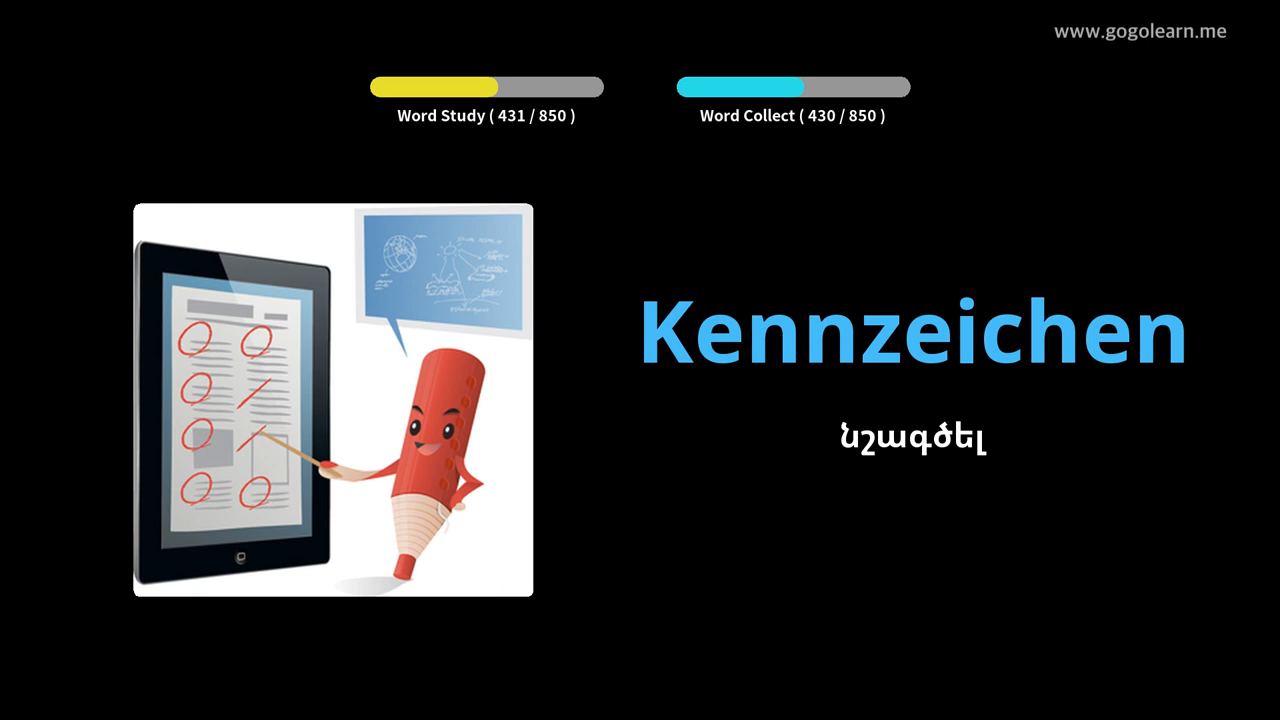 www.gogolearn.me
Word Study ( 431 / 850 )
Word Collect ( 430 / 850 )
Kennzeichen
նշագծել